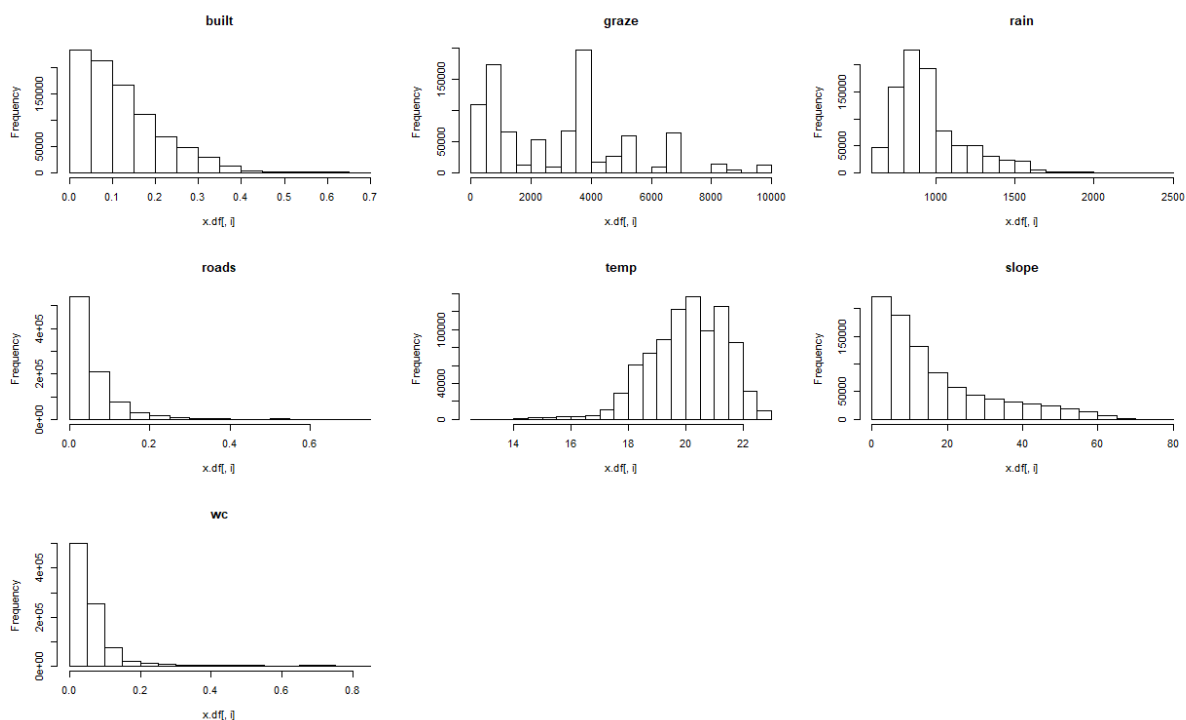 built
Frequency
0 50000 150000
0.0 0.1 0.2 0.3 0.4 0.5 0.6 0.7
x.df[, i]
graze
Frequency
0 50000 150000
0 2000 4000 6000 8000 10000
x.df[, i]
rain
Frequency
0 50000 150000
1000 1500 2000 2500
x.df[, i]
roads
Frequency
0e+00 2e+05 4e+05
0.0 0.2 0.4 0.6
x.df[, i]
temp
Frequency
0 40000 100000
14 16 18 20 22
x.df[, i]
slope
Frequency
0 50000 150000
0 20 40 60 80
x.df[, i]
wc
Frequency
0e+00 2e+05 4e+05
0.0 0.2 0.4 0.6 0.8
x.df[, i]